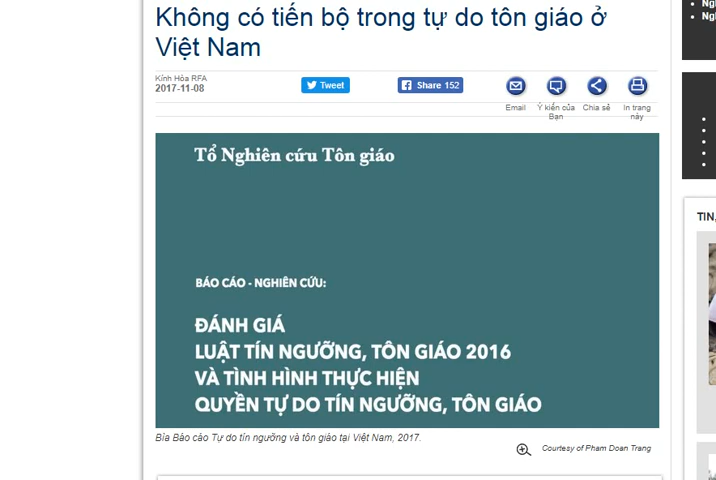 Không có tiến bộ trong tự do tôn giáo ở
Việt Nam
Kính Hòa RFA
2017-11-08
Tweet
Share 152
Email
Ý kiến của
Bạn
Chia sẻ
In trang
này
Tổ Nghiên cứu Tôn giáo
BÁO CÁO - NGHIÊN CỨU:
ĐÁNH GIÁ
LUẬT TÍN NGƯỠNG, TÔN GIÁO 2016
VÀ TÌNH HÌNH THỰC HIỆN
QUYỀN TỰ DO TÍN NGƯỠNG, TÔN GIÁO
Bìa Báo cáo Tự do tín ngưỡng và tôn giáo tại Việt Nam, 2017.
Courtesy of Pham Doan Trang
TIN,